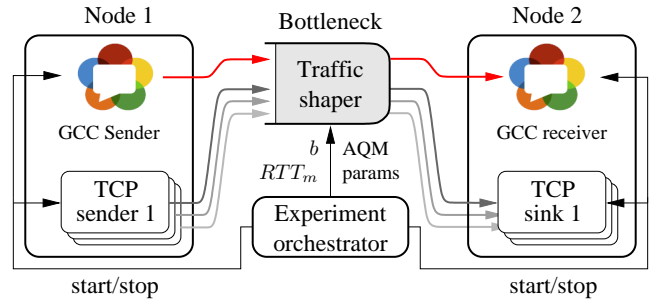 Node 1
Bottleneck
Node 2
Traffic
shaper
GCC Sender
GCC receiver
b
AQM
RTT_m
params
TCP
sender 1
TCP
sink 1
Experiment
orchestrator
start/stop
start/stop